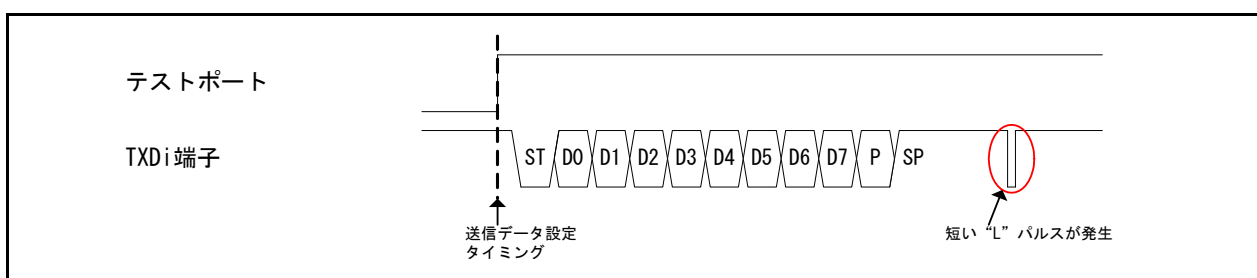 テストポート
TXDi端子
ST D0 D1 D2 D3 D4 D5 D6 D7 P SP
送信データ設定
タイミング
短い“L”パルスが発生